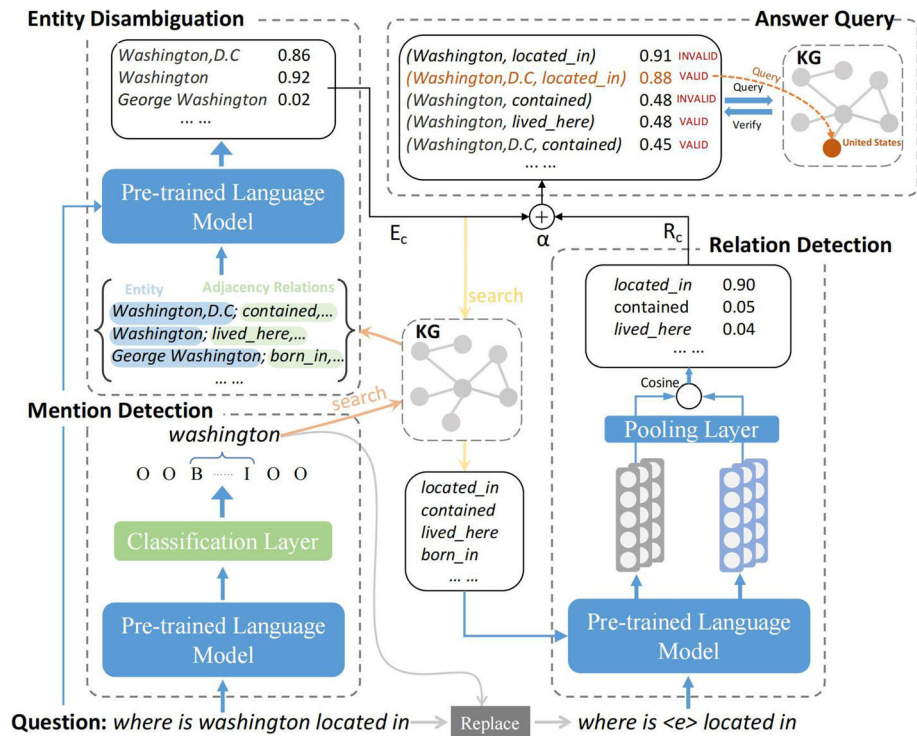 Entity Disambiguation
Washington,D.C 0.86
Washington 0.92
George Washington 0.02
... ...
Pre-trained Language
Model
Entity Adjacency Relations
Washington,D.C; contained,...
Washington; lived_here,...
George Washington; born_in,...
... ...
Mention Detection
washington
O O B ...... I O O
Classification Layer
Pre-trained Language
Model
Answer Query
(Washington, located_in) 0.91 INVALID
(Washington,D.C, located_in) 0.88 VALID
(Washington, contained) 0.48 INVALID
(Washington, lived_here) 0.48 VALID
(Washington,D.C, contained) 0.45 VALID
... ...
Query
Verify
KG
Query
United States
Ec
+
α
Rc
search
search
KG
located_in
contained
lived_here
born_in
... ...
Relation Detection
located_in 0.90
contained 0.05
lived_here 0.04
... ...
Cosine
Pooling Layer
Pre-trained Language
Model
Question: where is washington located in
Replace
where is <e> located in